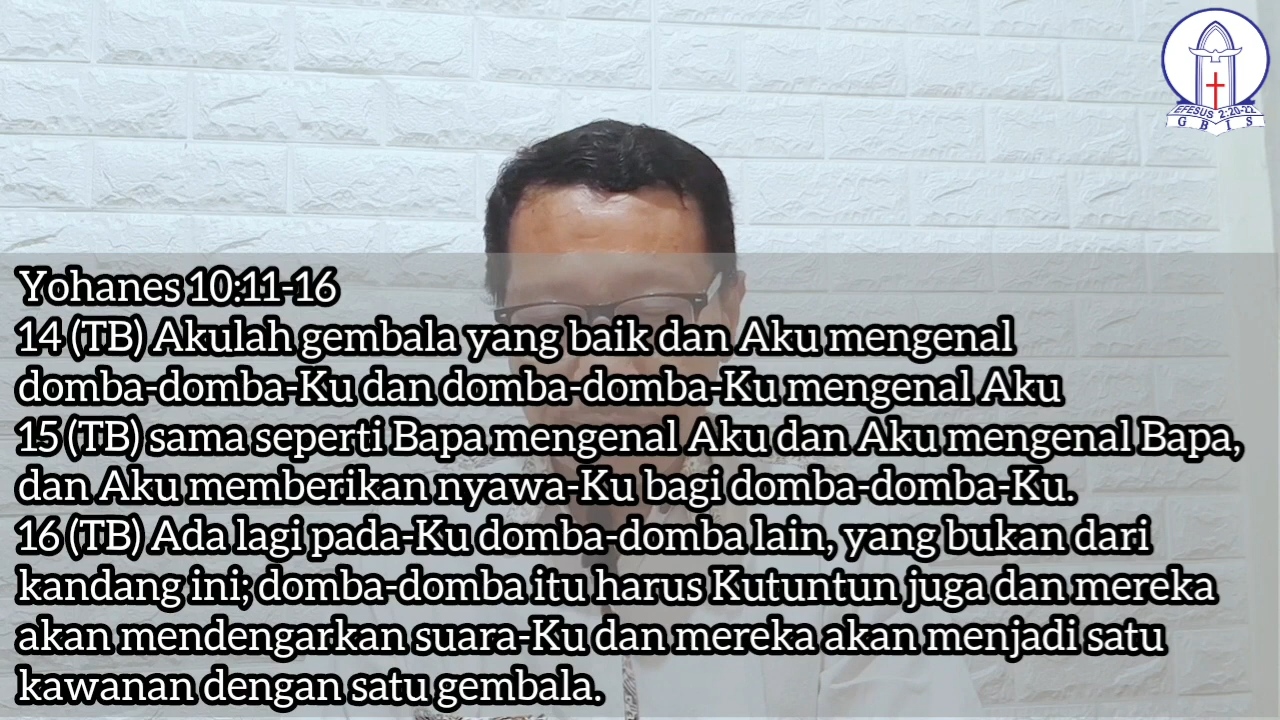 EFESUS 2:20-22
G B I S
Yohanes 10:11-16
14 (TB) Akulah gembala yang baik dan Aku mengenal
domba-domba-Ku dan domba-domba-Ku mengenal Aku
15 (TB) sama seperti Bapa mengenal Aku dan Aku mengenal Bapa,
dan Aku memberikan nyawa-Ku bagi domba-domba-Ku.
16 (TB) Ada lagi pada-Ku domba-domba lain, yang bukan dari
kandang ini; domba-domba itu harus Kutuntun juga dan mereka
akan mendengarkan suara-Ku dan mereka akan menjadi satu
kawanan dengan satu gembala.